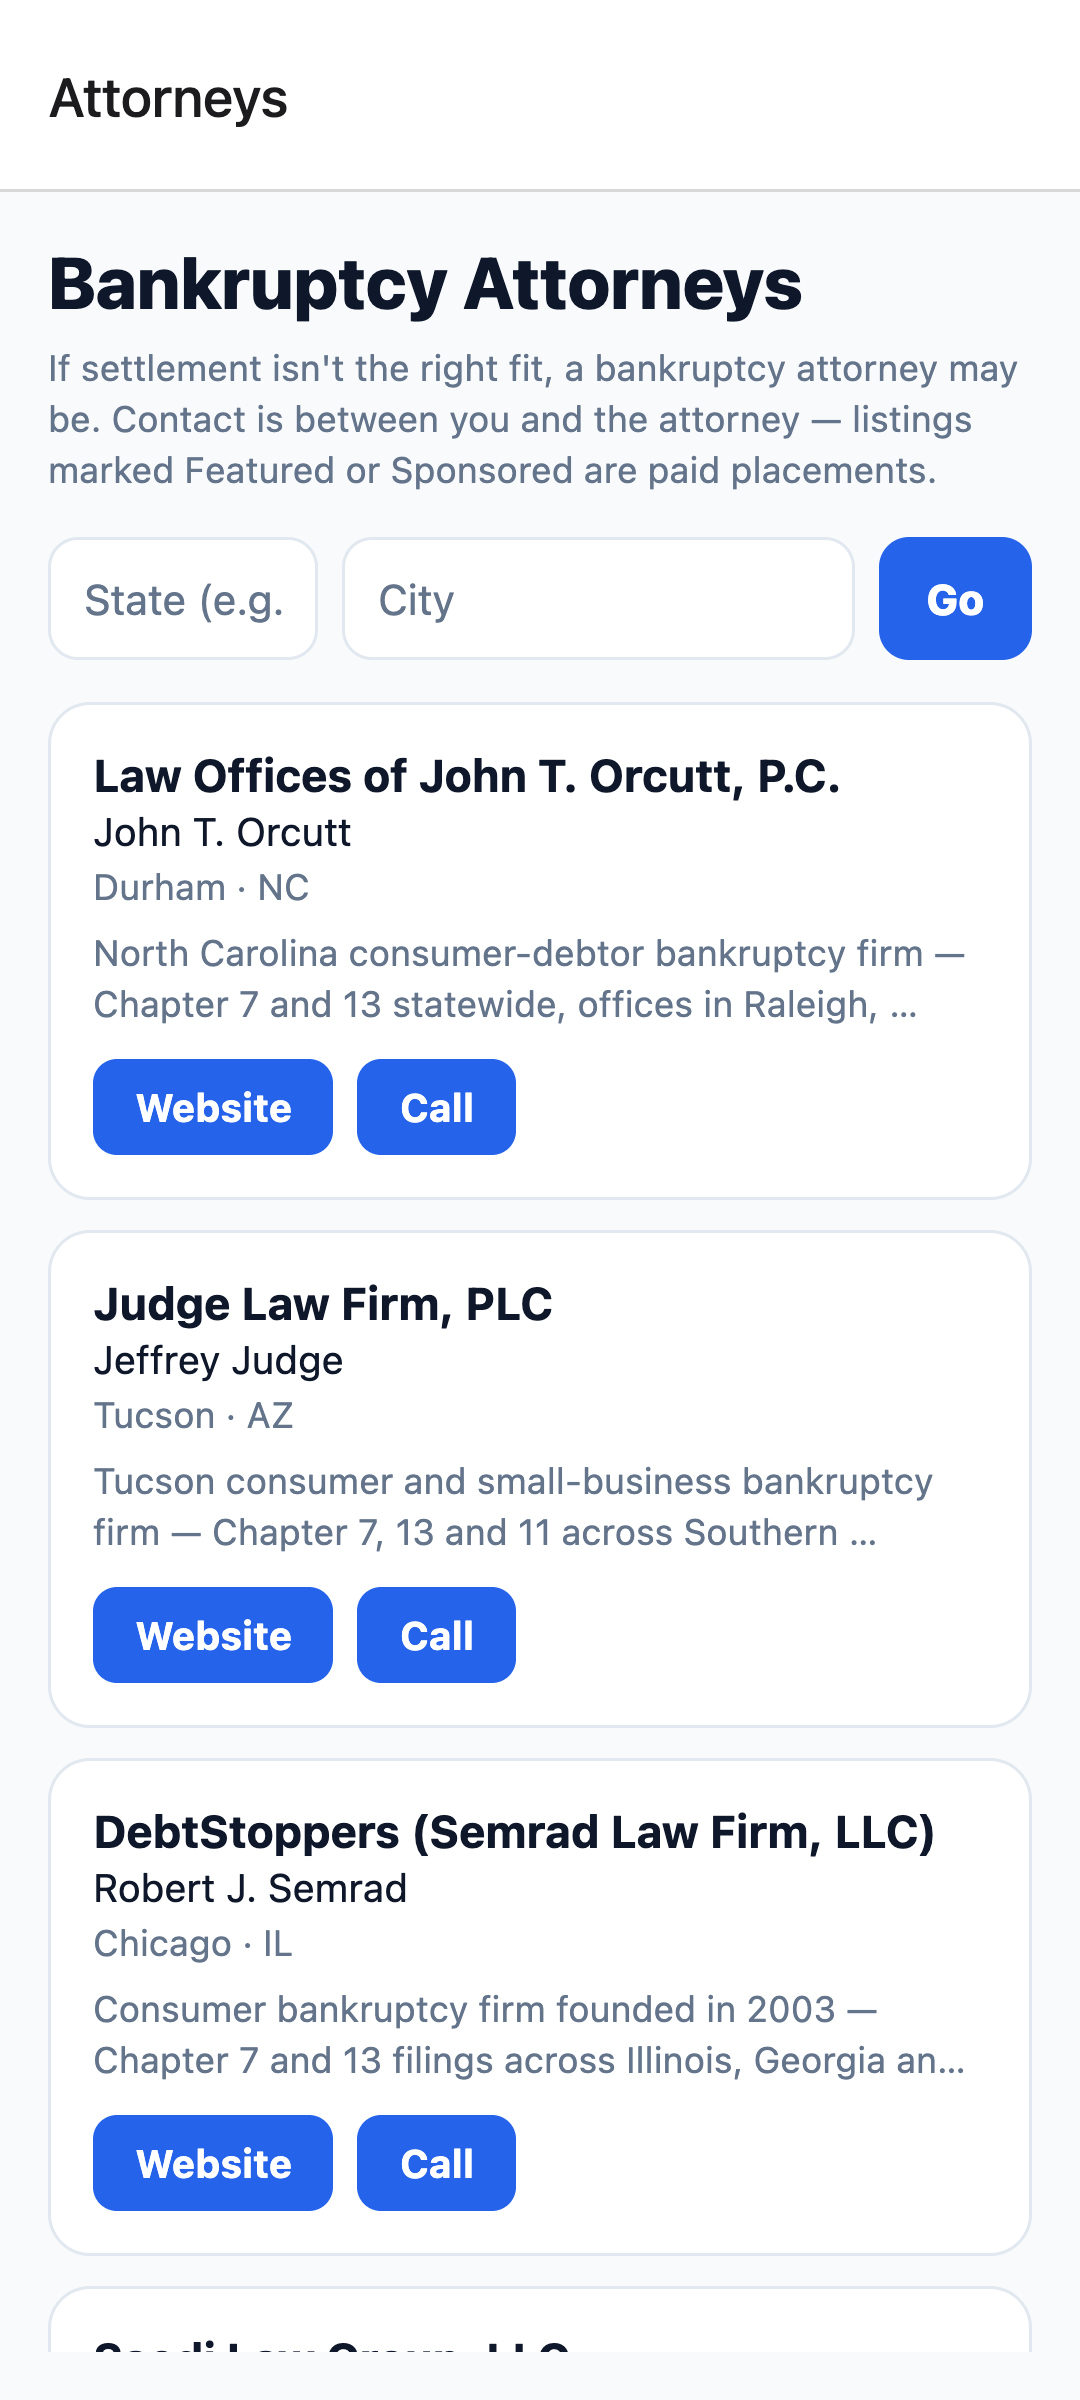 Attorneys
Bankruptcy Attorneys
If settlement isn't the right fit, a bankruptcy attorney may
be. Contact is between you and the attorney — listings
marked Featured or Sponsored are paid placements.
State (e.g.
City
Go
Law Offices of John T. Orcutt, P.C.
John T. Orcutt
Durham · NC
North Carolina consumer-debtor bankruptcy firm —
Chapter 7 and 13 statewide, offices in Raleigh, ...
Website
Call
Judge Law Firm, PLC
Jeffrey Judge
Tucson · AZ
Tucson consumer and small-business bankruptcy
firm — Chapter 7, 13 and 11 across Southern ...
Website
Call
DebtStoppers (Semrad Law Firm, LLC)
Robert J. Semrad
Chicago · IL
Consumer bankruptcy firm founded in 2003 —
Chapter 7 and 13 filings across Illinois, Georgia an...
Website
Call
Law Group, LLC